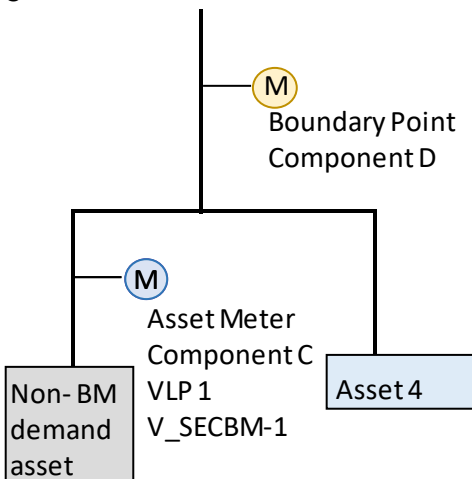 M
Boundary Point
Component D
M
Asset Meter
Component C
VLP 1
V_SECBM-1
Non- BM
demand
asset
Asset 4